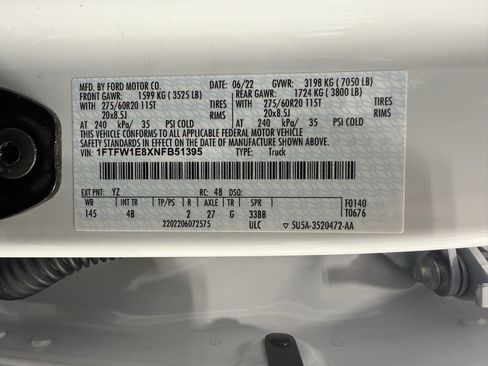 MFD. BY FORD MOTOR CO. DATE: 06/22 GVWR: 3198 KG ( 7050 LB)
FRONT GAWR: 1599 KG ( 3525 LB) REAR GAWR: 1724 KG ( 3800 LB)
WITH 275/60R20 115T TIRES WITH 275/60R20 115T TIRES
20x8.5J RIMS 20x8.5J RIMS
AT 240 kPa/ 35 PSI COLD AT 240 kPa/ 35 PSI COLD
THIS VEHICLE CONFORMS TO ALL APPLICABLE FEDERAL MOTOR VEHICLE
SAFETY STANDARDS IN EFFECT ON THE DATE OF MANUFACTURE SHOWN ABOVE.
VIN: 1FTFW1E8XNFB51395 TYPE: Truck
EXT PNT: YZ RC: 48 DSO:
WB INT TR TP/PS R AXLE TR SPR F0140
145 4B 2 27 G 33BB T0676
2202206072575 ULC 5U5A-3520472-AA